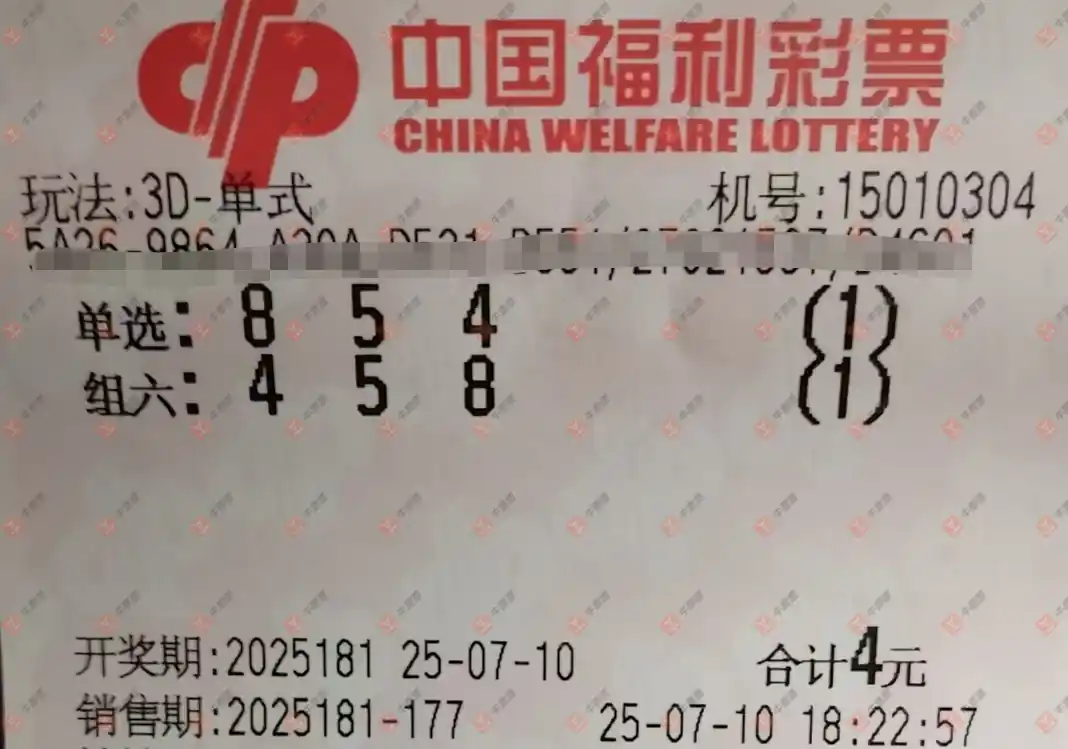 中国福利彩票
CHINA WELFARE LOTTERY
玩法:3D-单式 机号:15010304
单选: 8 5 4 (1)
组六: 4 5 8 (1)
开奖期:2025181 25-07-10 合计4元
销售期:2025181-177 25-07-10 18:22:57